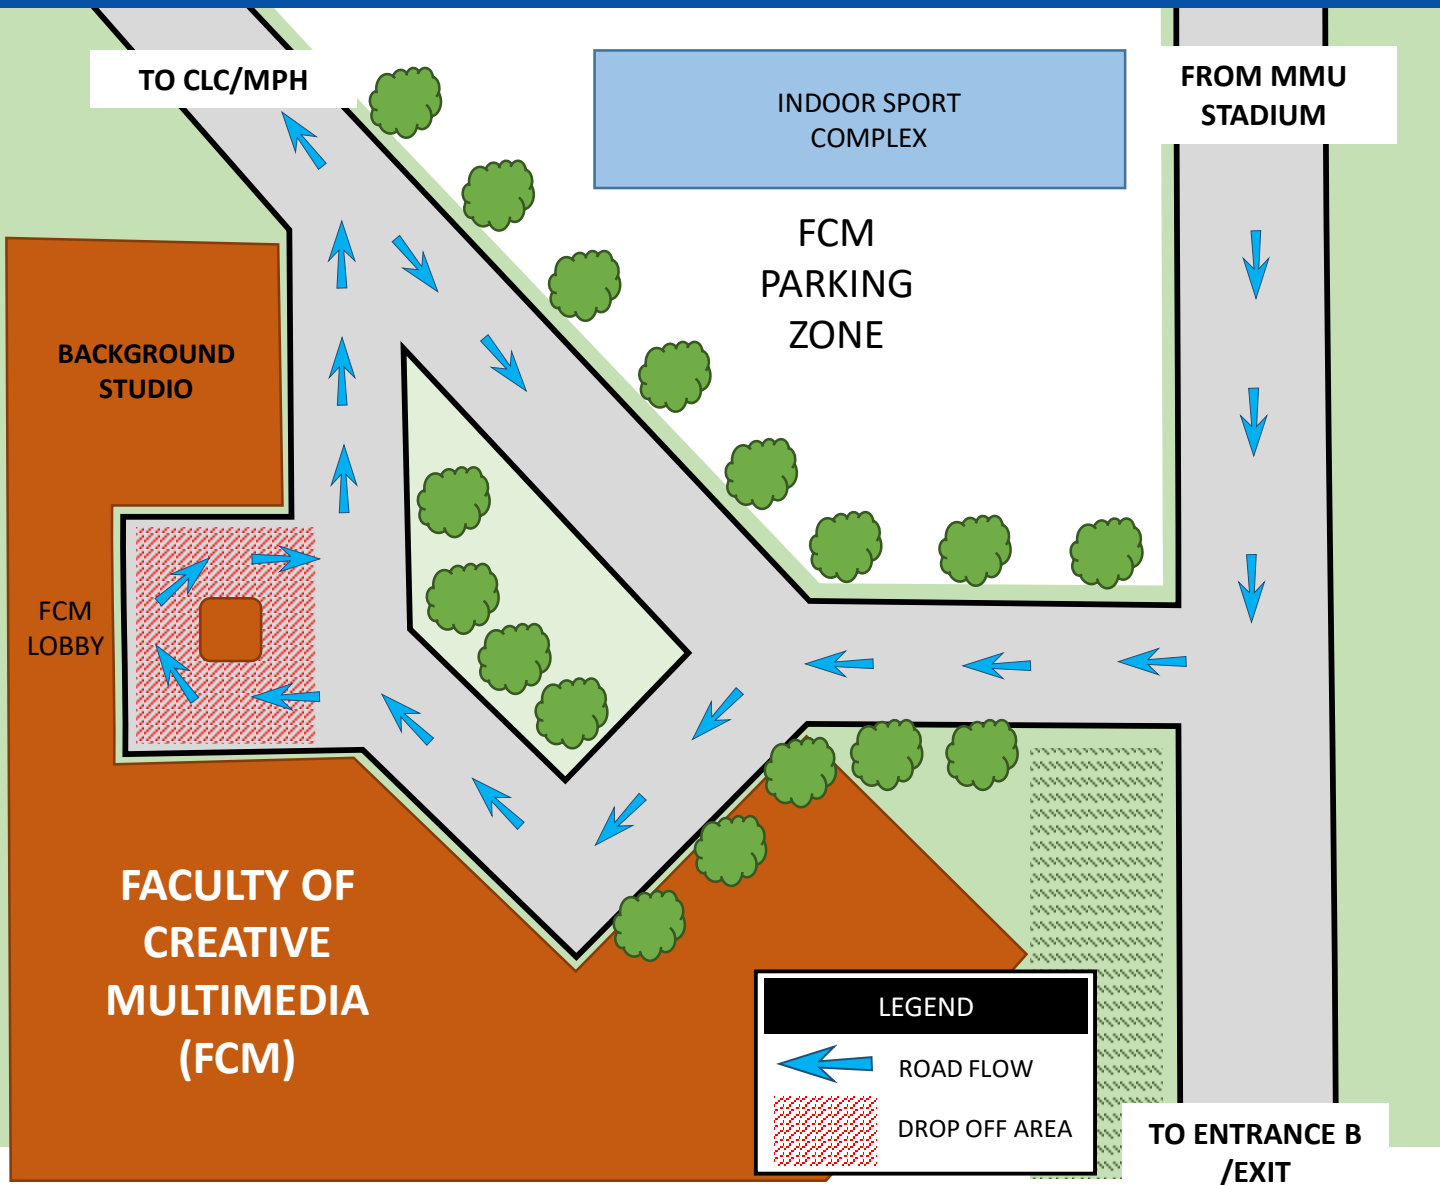 TO CLC/MPH
FROM MMU
STADIUM
INDOOR SPORT
COMPLEX
FCM
PARKING
ZONE
BACKGROUND
STUDIO
FCM
LOBBY
FACULTY OF
CREATIVE
MULTIMEDIA
(FCM)
LEGEND
ROAD FLOW
DROP OFF AREA
TO ENTRANCE B
/EXIT